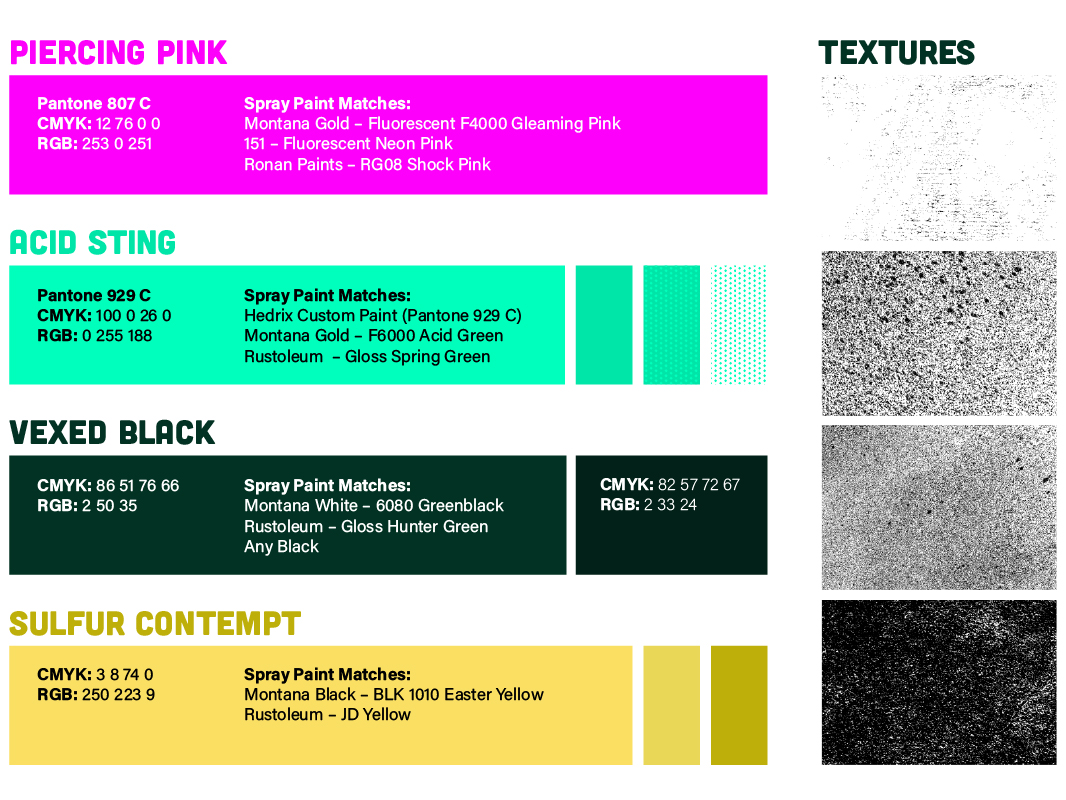 PIERCING PINK
Pantone 807 C
CMYK: 12 76 0 0
RGB: 253 0 251
Spray Paint Matches:
Montana Gold – Fluorescent F4000 Gleaming Pink
151 – Fluorescent Neon Pink
Ronan Paints – RG08 Shock Pink
ACID STING
Pantone 929 C
CMYK: 100 0 26 0
RGB: 0 255 188
Spray Paint Matches:
Hedrix Custom Paint (Pantone 929 C)
Montana Gold – F6000 Acid Green
Rustoleum – Gloss Spring Green
VEXED BLACK
CMYK: 86 51 76 66
RGB: 2 50 35
Spray Paint Matches:
Montana White – 6080 Greenblack
Rustoleum – Gloss Hunter Green
Any Black
CMYK: 82 57 72 67
RGB: 2 33 24
SULFUR CONTEMPT
CMYK: 3 8 74 0
RGB: 250 223 9
Spray Paint Matches:
Montana Black – BLK 1010 Easter Yellow
Rustoleum – JD Yellow
TEXTURES